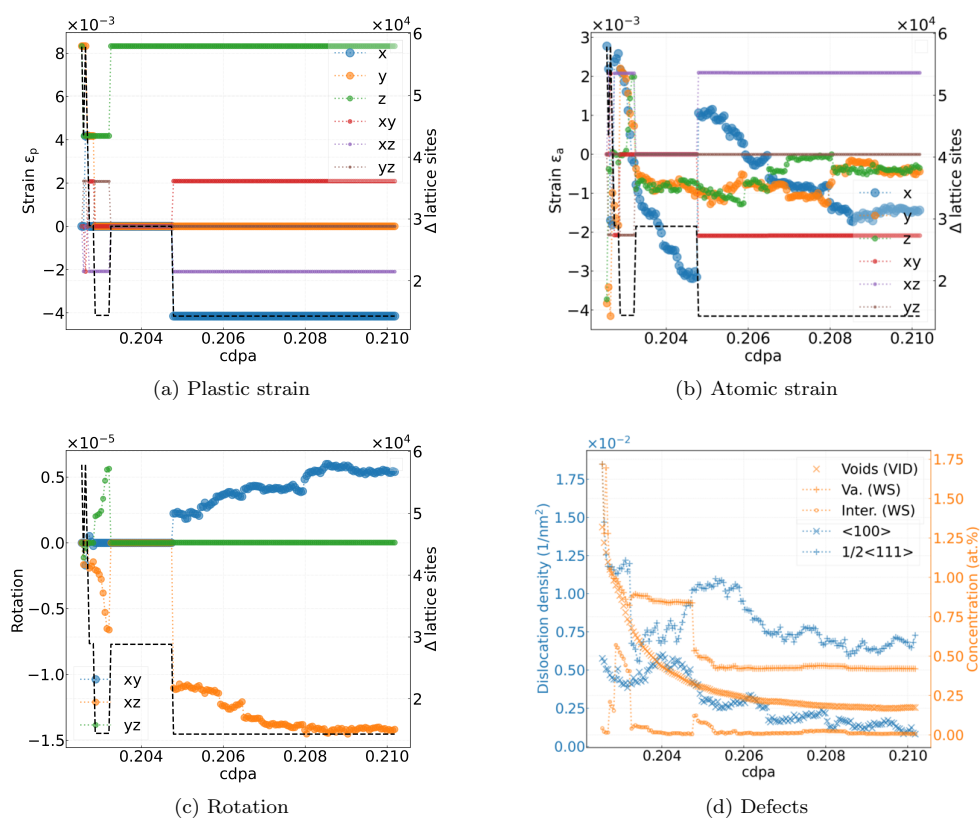 ×10⁻³
×10⁴
6
8
6
4
2
0
−2
−4
5
4
3
2
x
y
z
xy
xz
yz
Strain εₚ
Δ lattice sites
0.204
0.206
0.208
0.210
cdpa
(a) Plastic strain
×10⁻³
×10⁴
6
3
2
1
0
−1
−2
−3
−4
5
4
3
2
x
y
z
xy
xz
yz
Strain εₐ
Δ lattice sites
0.204
0.206
0.208
0.210
cdpa
(b) Atomic strain
×10⁻⁵
×10⁴
6
0.5
0.0
−0.5
−1.0
−1.5
5
4
3
2
xy
xz
yz
Rotation
Δ lattice sites
0.204
0.206
0.208
0.210
cdpa
(c) Rotation
×10⁻²
1.75
1.50
1.25
1.00
0.75
0.50
0.25
0.00
1.75
1.50
1.25
1.00
0.75
0.50
0.25
0.00
Voids (VID)
Va. (WS)
Inter. (WS)
<100>
1/2<111>
Dislocation density (1/nm²)
Concentration (at.%)
0.204
0.206
0.208
0.210
cdpa
(d) Defects